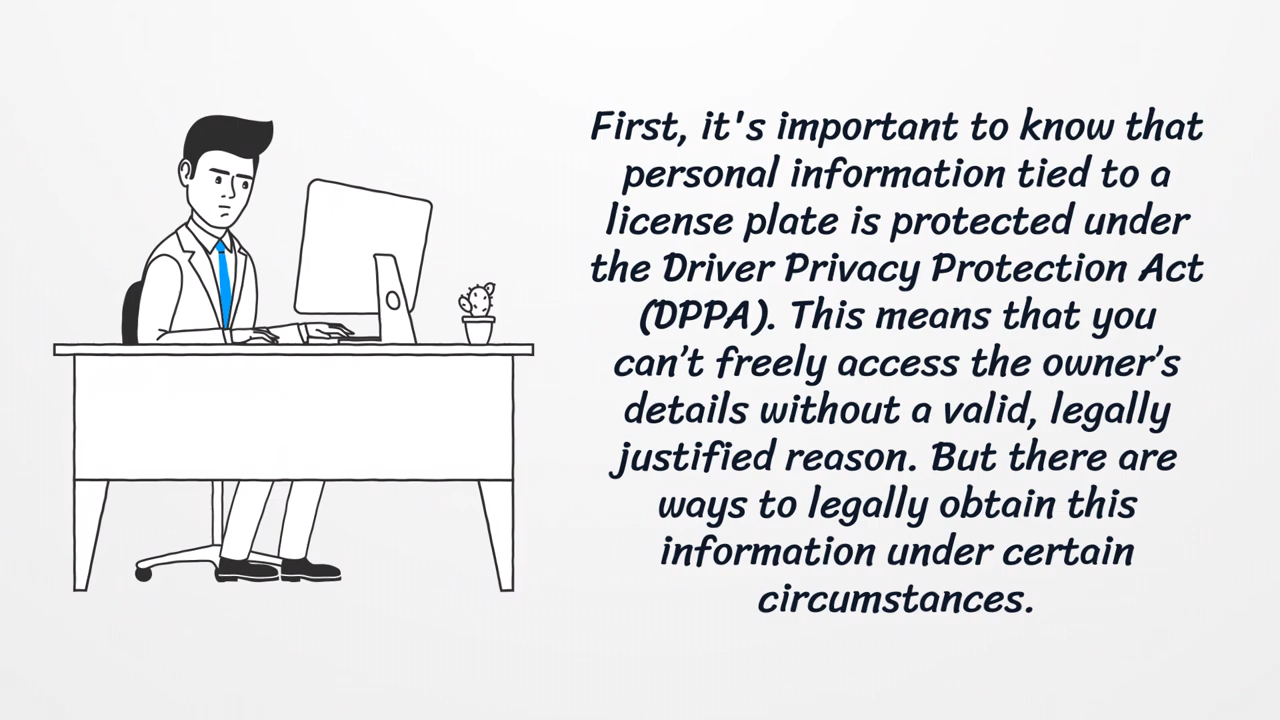 First, it's important to know that
personal information tied to a
license plate is protected under
the Driver Privacy Protection Act
(DPPA). This means that you
can’t freely access the owner’s
details without a valid, legally
justified reason. But there are
ways to legally obtain this
information under certain
circumstances.